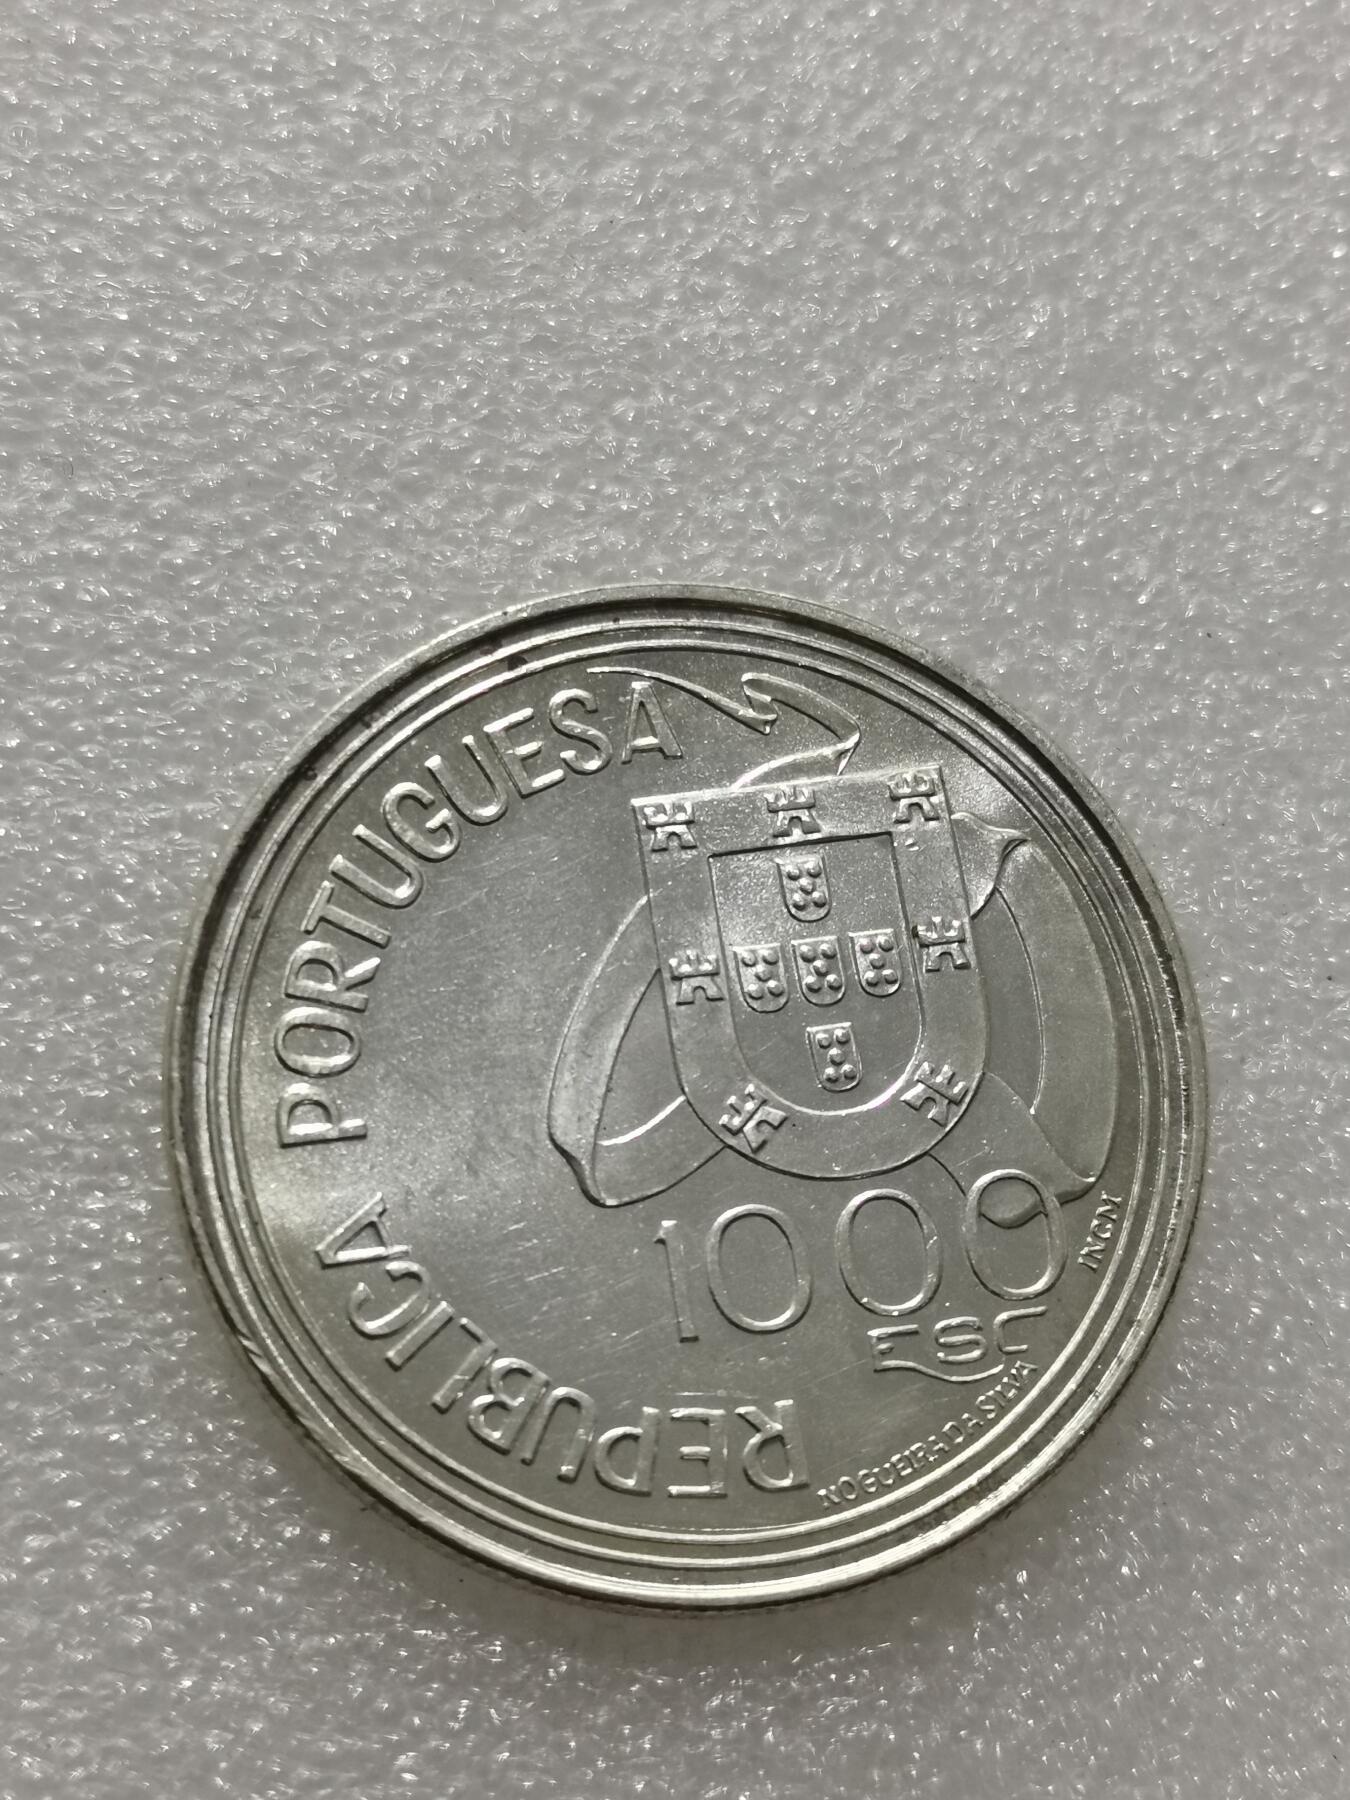 REPUBLICA PORTUGUESA
1000
ESC
NOGUEIRA DA SILVA
INCM